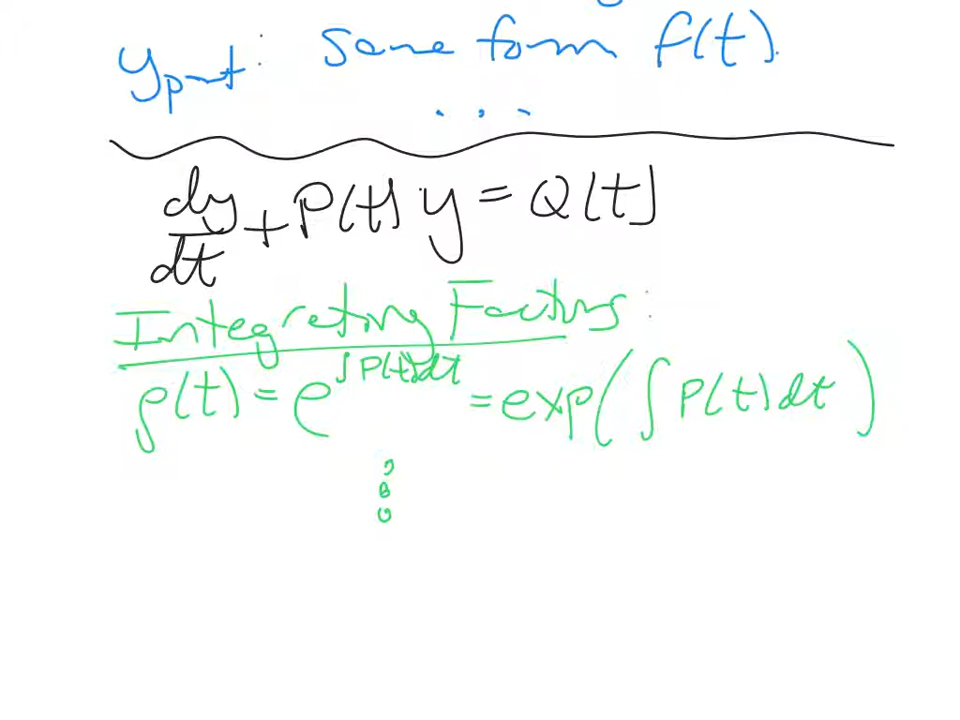 y_part: same form f(t).
...
dy/dt + P(t) y = Q(t)
Integrating Factors:
ρ(t) = e^{∫P(t)dt} = exp(∫ P(t) dt)
⋮